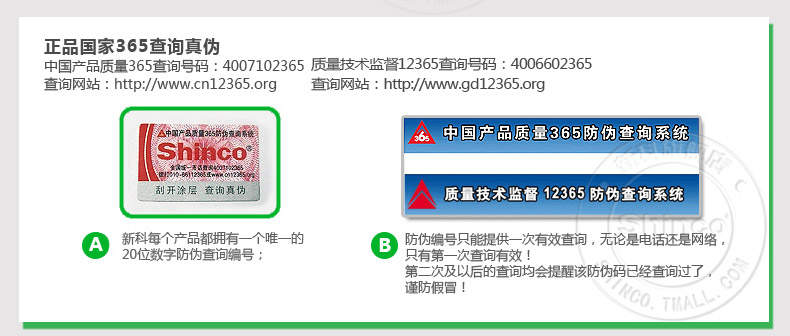 正品国家365查询真伪
中国产品质量365查询号码：4007102365 质量技术监督12365查询号码：4006602365
查询网站：http://www.cn12365.org 查询网站：http://www.gd12365.org
中国产品质量365防伪查询系统
Shinco®
全国统一电话查询4007102365
刮开涂层 查询真伪
365 中国产品质量365防伪查询系统
质量技术监督 12365 防伪查询系统
A 新科每个产品都拥有一个唯一的
20位数字防伪查询编号；
B 防伪编号只能提供一次有效查询，无论是电话还是网络，
只有第一次查询有效！
第二次及以后的查询均会提醒该防伪码已经查询过了，
谨防假冒！
Shinco
SHINCO.TMALL.COM